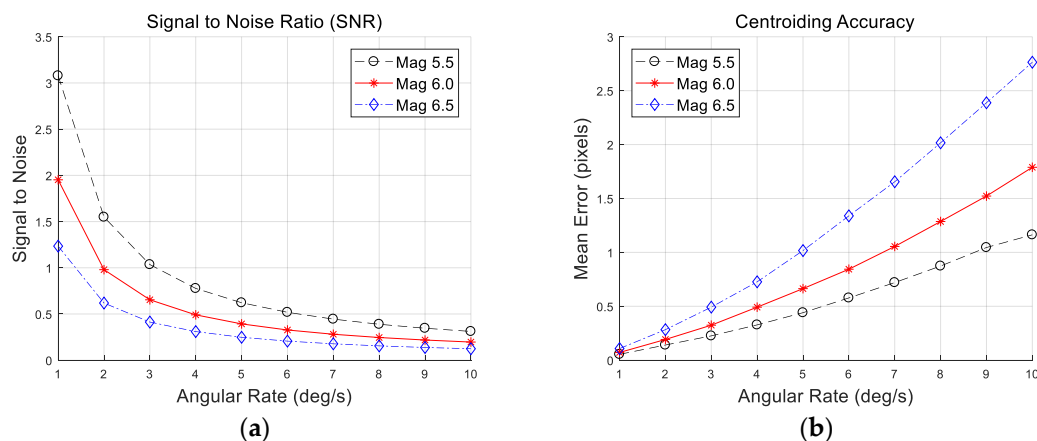 Signal to Noise Ratio (SNR)
3.5
3
2.5
2
1.5
1
0.5
0
Signal to Noise
Mag 5.5
Mag 6.0
Mag 6.5
1 2 3 4 5 6 7 8 9 10
Angular Rate (deg/s)
(a)
Centroiding Accuracy
3
2.5
2
1.5
1
0.5
0
Mean Error (pixels)
Mag 5.5
Mag 6.0
Mag 6.5
1 2 3 4 5 6 7 8 9 10
Angular Rate (deg/s)
(b)